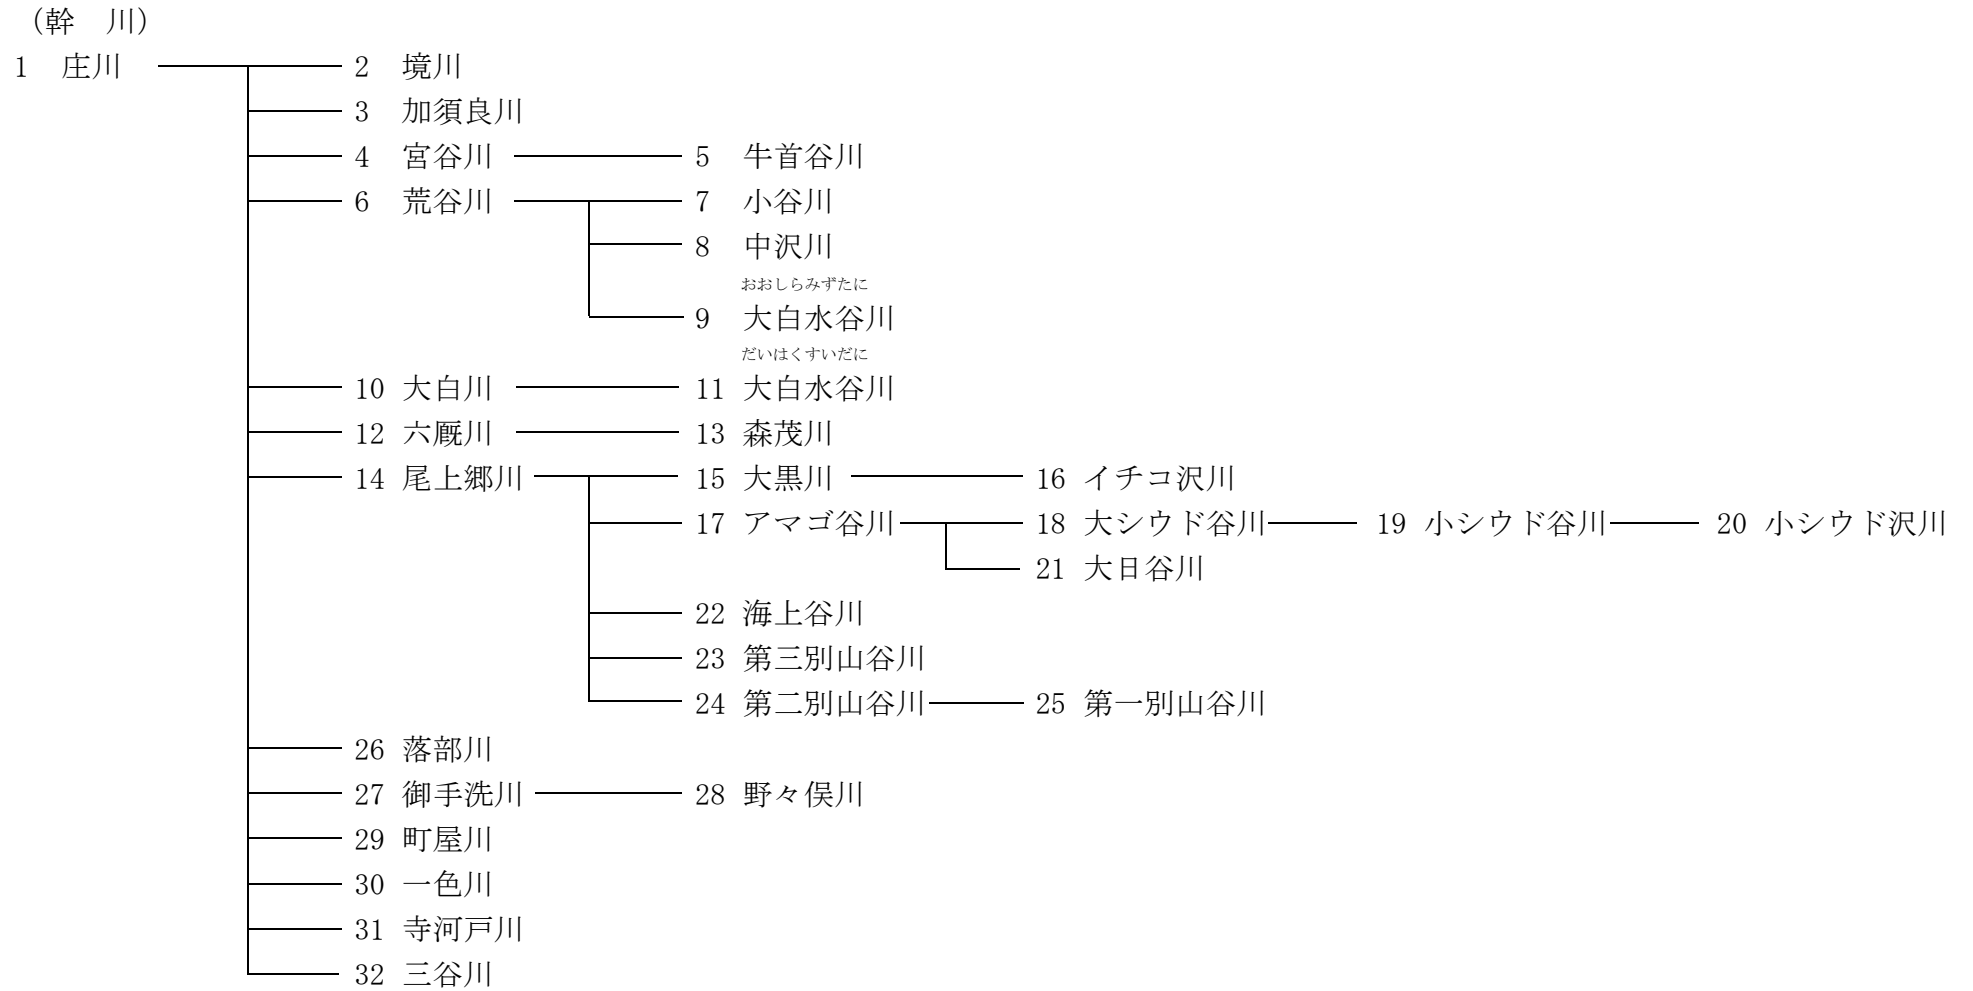 （幹　川）
1　庄川　2　境川
3　加須良川
4　宮谷川　5　牛首谷川
6　荒谷川　7　小谷川
8　中沢川
おおしらみずたに
9　大白水谷川
だいはくすいだに
10 大白川　11 大白水谷川
12 六厩川　13 森茂川
14 尾上郷川　15 大黒川　16 イチコ沢川
17 アマゴ谷川　18 大シウド谷川　19 小シウド谷川　20 小シウド沢川
21 大日谷川
22 海上谷川
23 第三別山谷川
24 第二別山谷川　25 第一別山谷川
26 落部川
27 御手洗川　28 野々俣川
29 町屋川
30 一色川
31 寺河戸川
32 三谷川